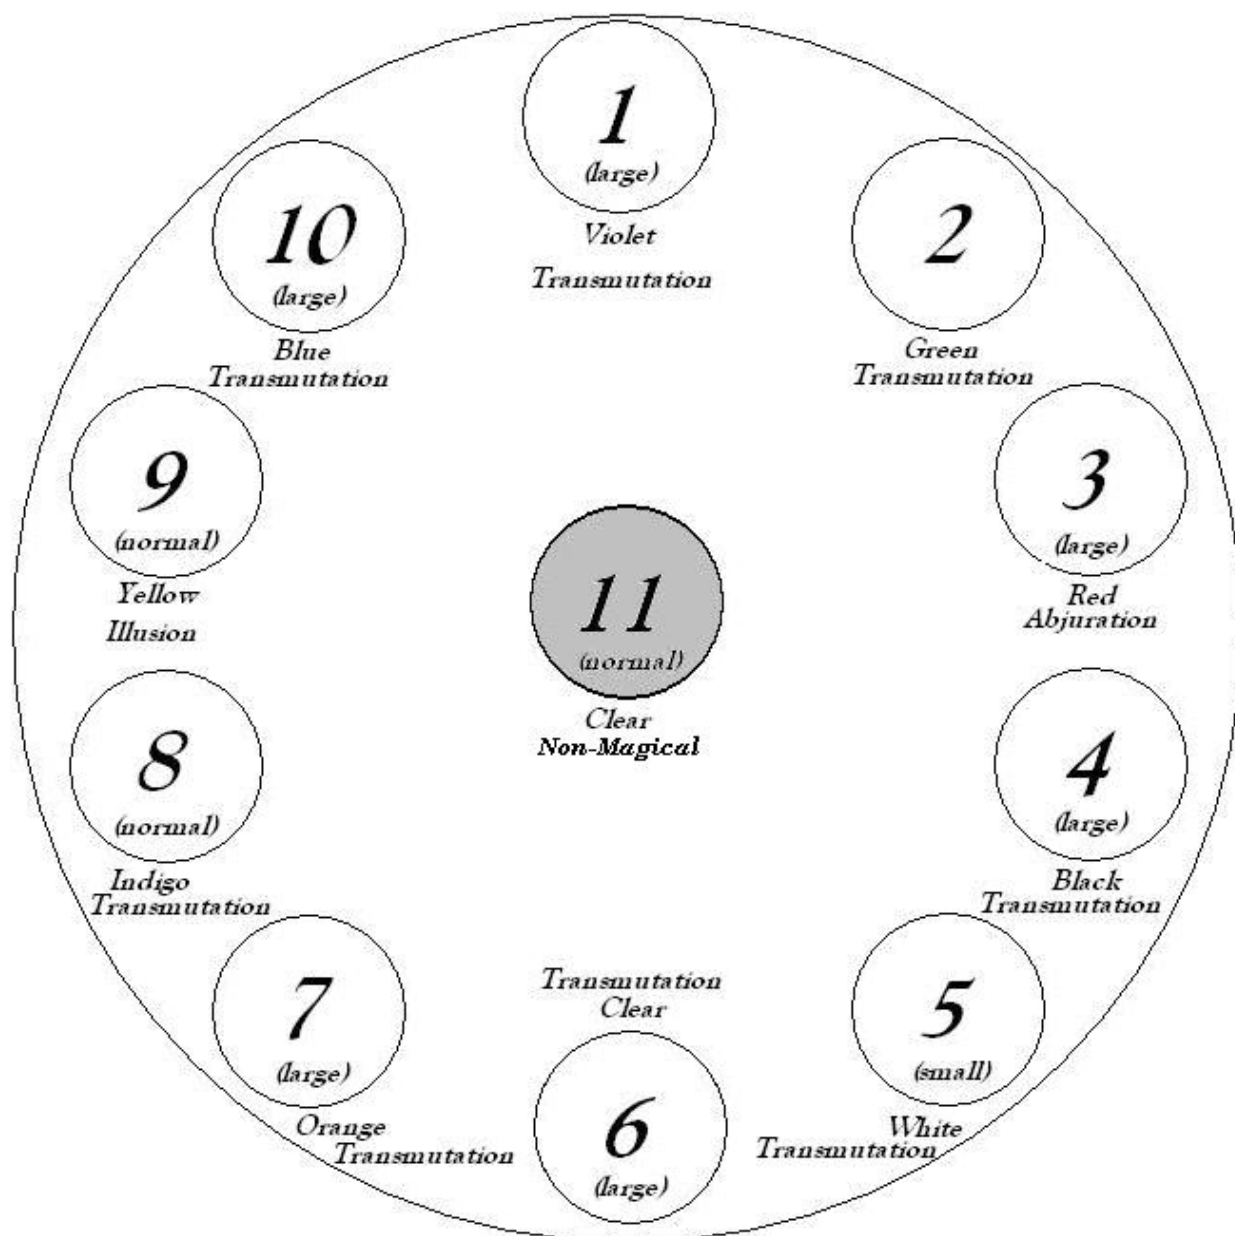 1
(large)
Violet
Transmutation
2
Green
Transmutation
3
(large)
Red
Abjuration
4
(large)
Black
Transmutation
5
(small)
White
Transmutation
Transmutation
Clear
6
(large)
7
(large)
Orange
Transmutation
8
(normal)
Indigo
Transmutation
9
(normal)
Yellow
Illusion
10
(large)
Blue
Transmutation
11
(normal)
Clear
Non-Magical